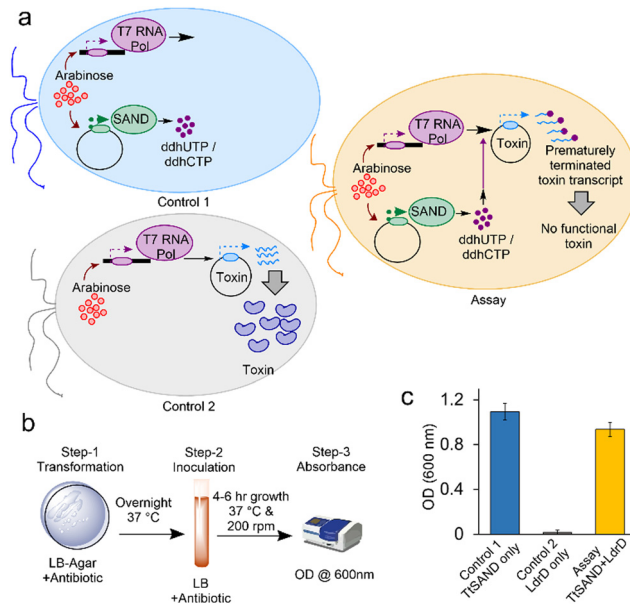 a
T7 RNA
Pol
Arabinose
SAND
ddhUTP /
ddhCTP
Control 1
T7 RNA
Pol
Arabinose
Toxin
Toxin
Control 2
T7 RNA
Pol
Toxin
Arabinose
SAND
ddhUTP /
ddhCTP
Prematurely
terminated
toxin transcript
No functional
toxin
Assay
b
Step-1
Transformation
LB-Agar
+Antibiotic
Overnight
37 °C
Step-2
Inoculation
LB
+Antibiotic
4-6 hr growth
37 °C &
200 rpm
Step-3
Absorbance
OD @ 600nm
c
OD (600 nm)
1.2
0.8
0.4
0
Control 1
TtSAND only
Control 2
LdrD only
Assay
TtSAND+LdrD